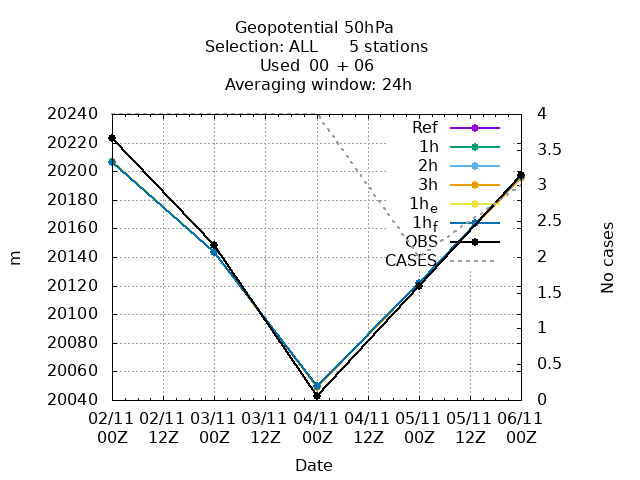 Geopotential 50hPa
Selection: ALL 5 stations
Used 00 + 06
Averaging window: 24h
20240
20220
20200
20180
20160
20140
20120
20100
20080
20060
20040
m
4
3.5
3
2.5
2
1.5
1
0.5
0
No cases
Ref
1h
2h
3h
1he
1hf
OBS
CASES
02/11 02/11 03/11 03/11 04/11 04/11 05/11 05/11 06/11
00Z 12Z 00Z 12Z 00Z 12Z 00Z 12Z 00Z
Date